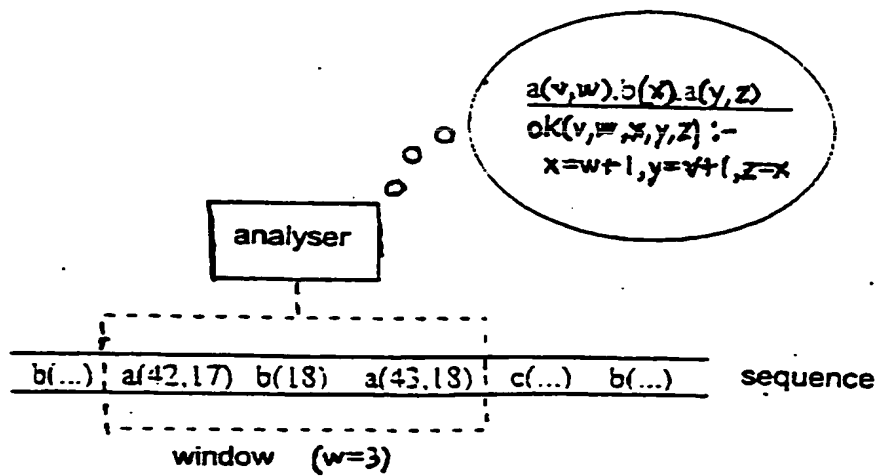 a(v,w).b(x).a(y,z)
ok(v,w,x,y,z) :-
x=w+1,y=v+1,z=x
analyser
b(...) a(42,17) b(18) a(43,18) c(...) b(...) sequence
window (w=3)